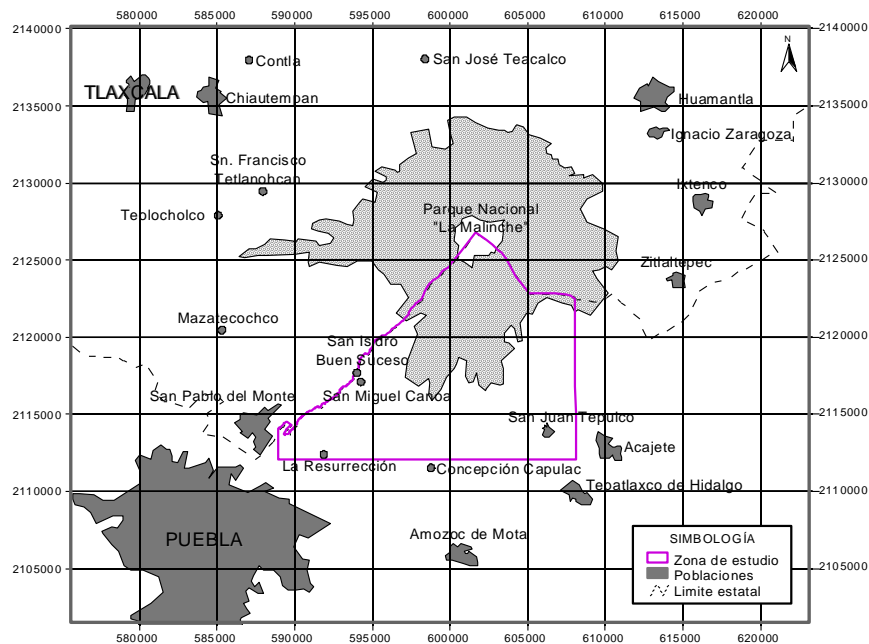 580000 585000 590000 595000 600000 605000 610000 615000 620000
2140000 2140000
N
Contla
San José Teacalco
TLAXCALA
Chiautempan
Huamantla
2135000 2135000
Ignacio Zaragoza
Sn. Francisco
Tetlanohcan
2130000 2130000
Ixtenco
Teolocholco
Parque Nacional
"La Malinche"
2125000 2125000
Zitlaltepec
Mazatecochco
2120000 2120000
San Isidro
Buen Suceso
San Pablo del Monte
San Miguel Canoa
2115000 2115000
San Juan Tepulco
Acajete
La Resurrección
Concepción Capulac
2110000 2110000
Tepatlaxco de Hidalgo
PUEBLA
Amozoc de Mota
SIMBOLOGÍA
Zona de estudio
Poblaciones
Limite estatal
2105000 2105000
580000 585000 590000 595000 600000 605000 610000 615000 620000